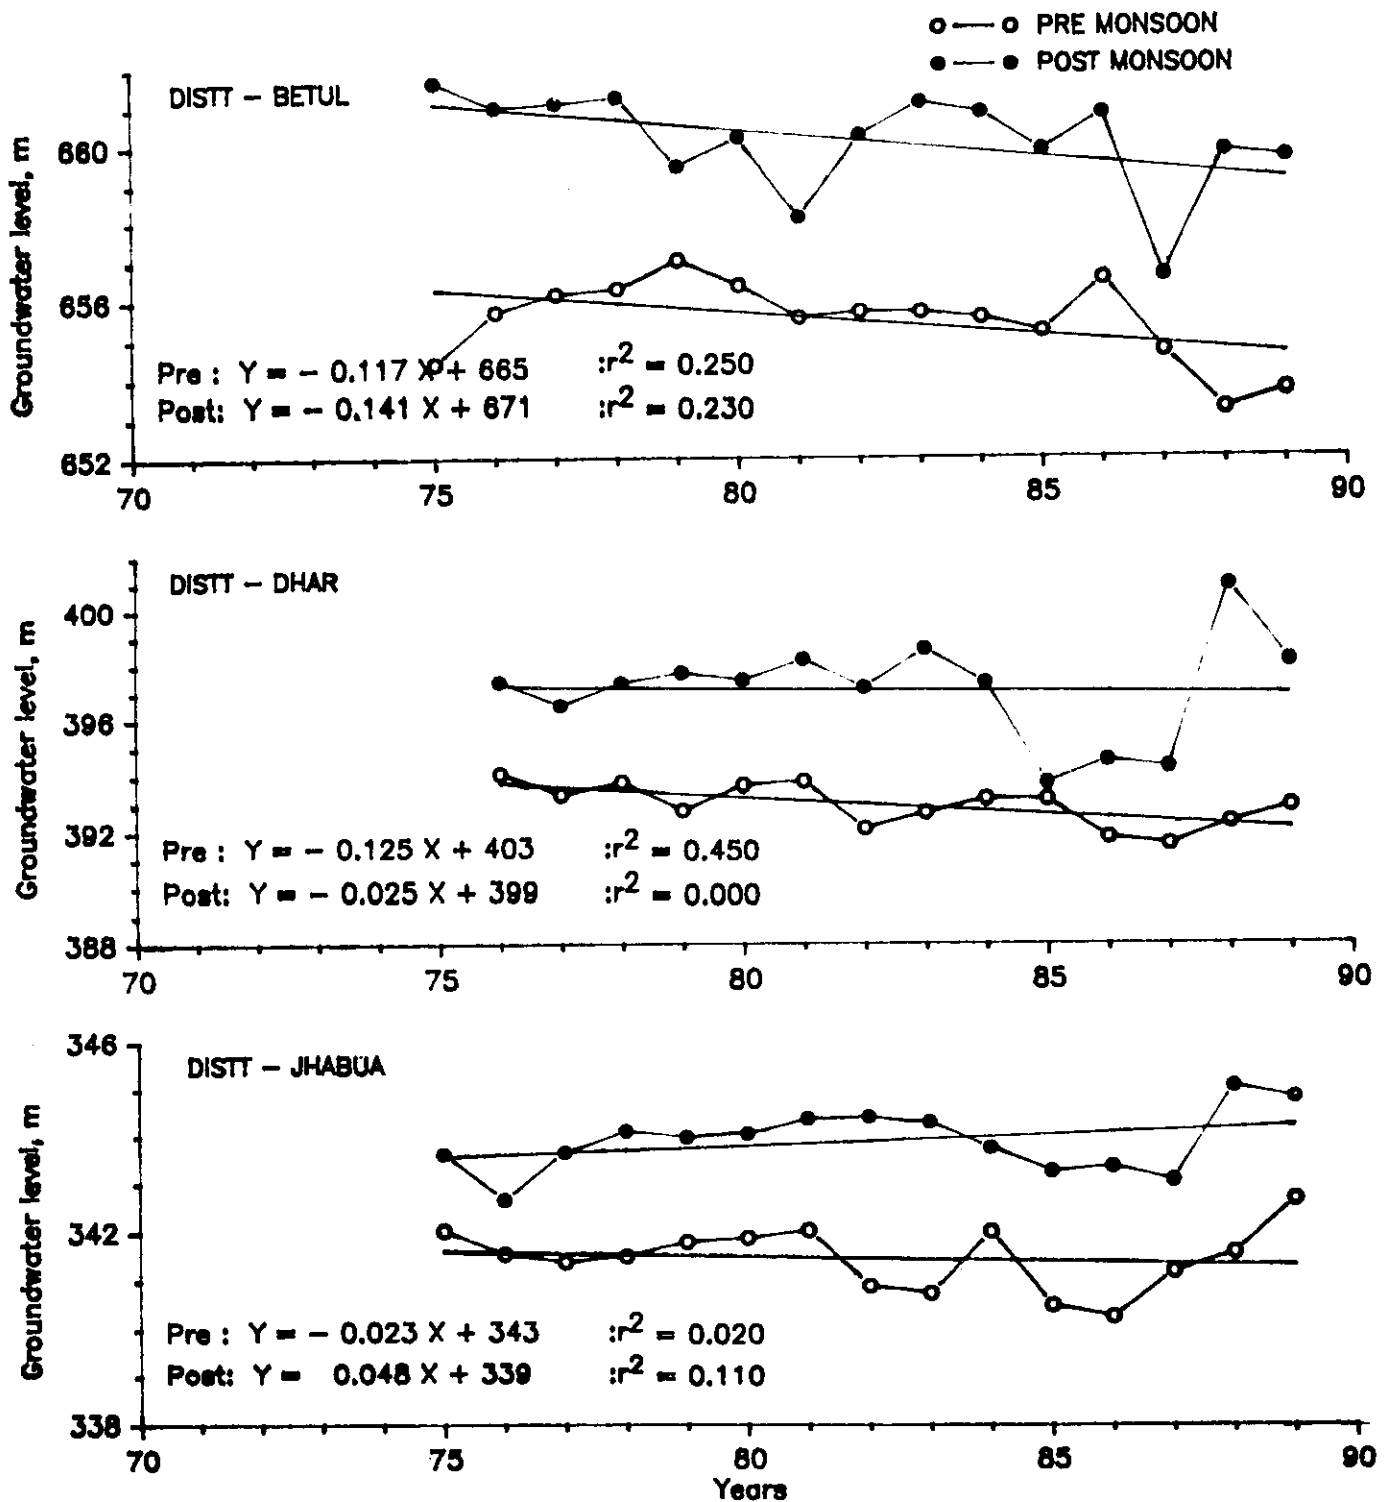 PRE MONSOON
POST MONSOON
DISTT - BETUL
Groundwater level, m
660
656
652
Pre : Y = - 0.117 X + 665 :r2 = 0.250
Post: Y = - 0.141 X + 671 :r2 = 0.230
70 75 80 85 90
DISTT - DHAR
Groundwater level, m
400
396
392
388
Pre : Y = - 0.125 X + 403 :r2 = 0.450
Post: Y = - 0.025 X + 399 :r2 = 0.000
70 75 80 85 90
346
DISTT - JHABUA
Groundwater level, m
342
338
Pre : Y = - 0.023 X + 343 :r2 = 0.020
Post: Y = 0.048 X + 339 :r2 = 0.110
70 75 80 85 90
Years